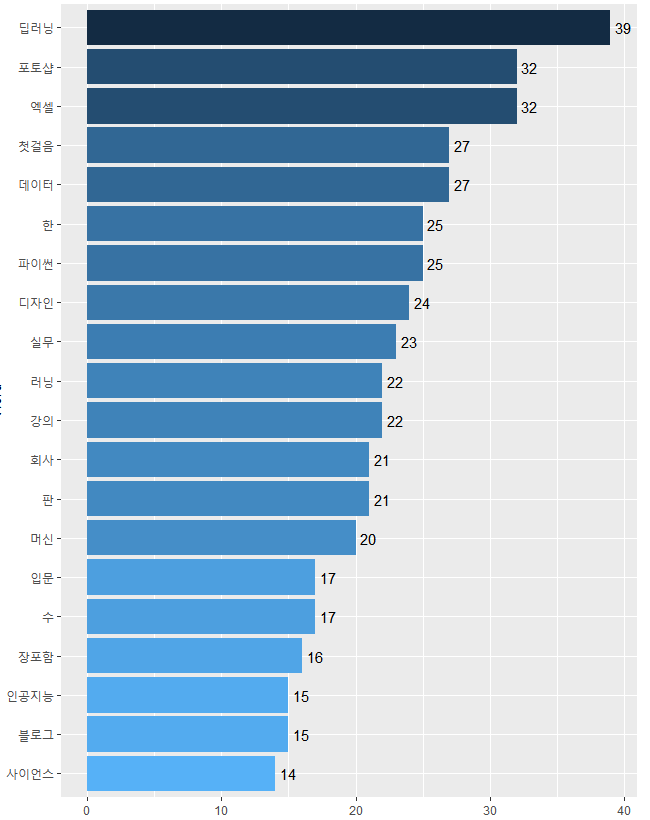 딥러닝 39
포토샵 32
엑셀 32
첫걸음 27
데이터 27
한 25
파이썬 25
디자인 24
실무 23
러닝 22
강의 22
회사 21
판 21
머신 20
입문 17
수 17
장포함 16
인공지능 15
블로그 15
사이언스 14
0 10 20 30 40